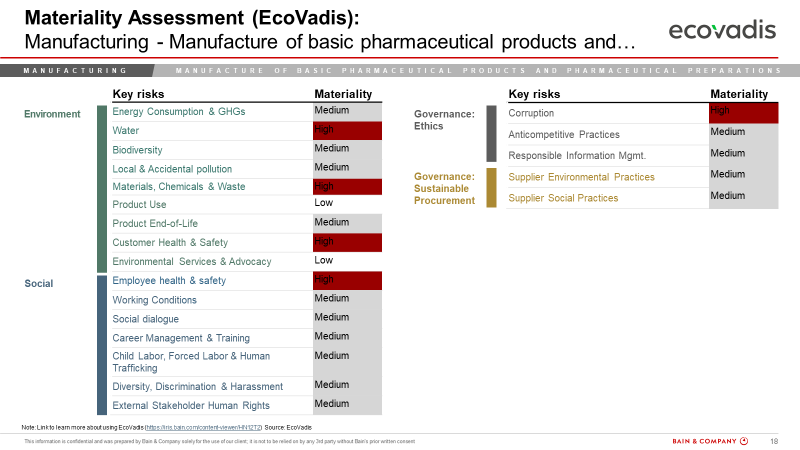 Materiality Assessment (EcoVadis):
Manufacturing - Manufacture of basic pharmaceutical products and…
ecovadis
MANUFACTURING
MANUFACTURE OF BASIC PHARMACEUTICAL PRODUCTS AND PHARMACEUTICAL PREPARATIONS
Key risks Materiality
Environment
Energy Consumption & GHGs Medium
Water High
Biodiversity Medium
Local & Accidental pollution Medium
Materials, Chemicals & Waste High
Product Use Low
Product End-of-Life Medium
Customer Health & Safety High
Environmental Services & Advocacy Low
Social
Employee health & safety High
Working Conditions Medium
Social dialogue Medium
Career Management & Training Medium
Child Labor, Forced Labor & Human
Trafficking Medium
Diversity, Discrimination & Harassment Medium
External Stakeholder Human Rights Medium
Key risks Materiality
Governance:
Ethics
Corruption High
Anticompetitive Practices Medium
Responsible Information Mgmt. Medium
Governance:
Sustainable
Procurement
Supplier Environmental Practices Medium
Supplier Social Practices Medium
Note: Link to learn more about using EcoVadis (https://iris.bain.com/content-viewer/HN12T2) Source: EcoVadis
This information is confidential and was prepared by Bain & Company solely for the use of our client; it is not to be relied on by any 3rd party without Bain's prior written consent
BAIN & COMPANY
18